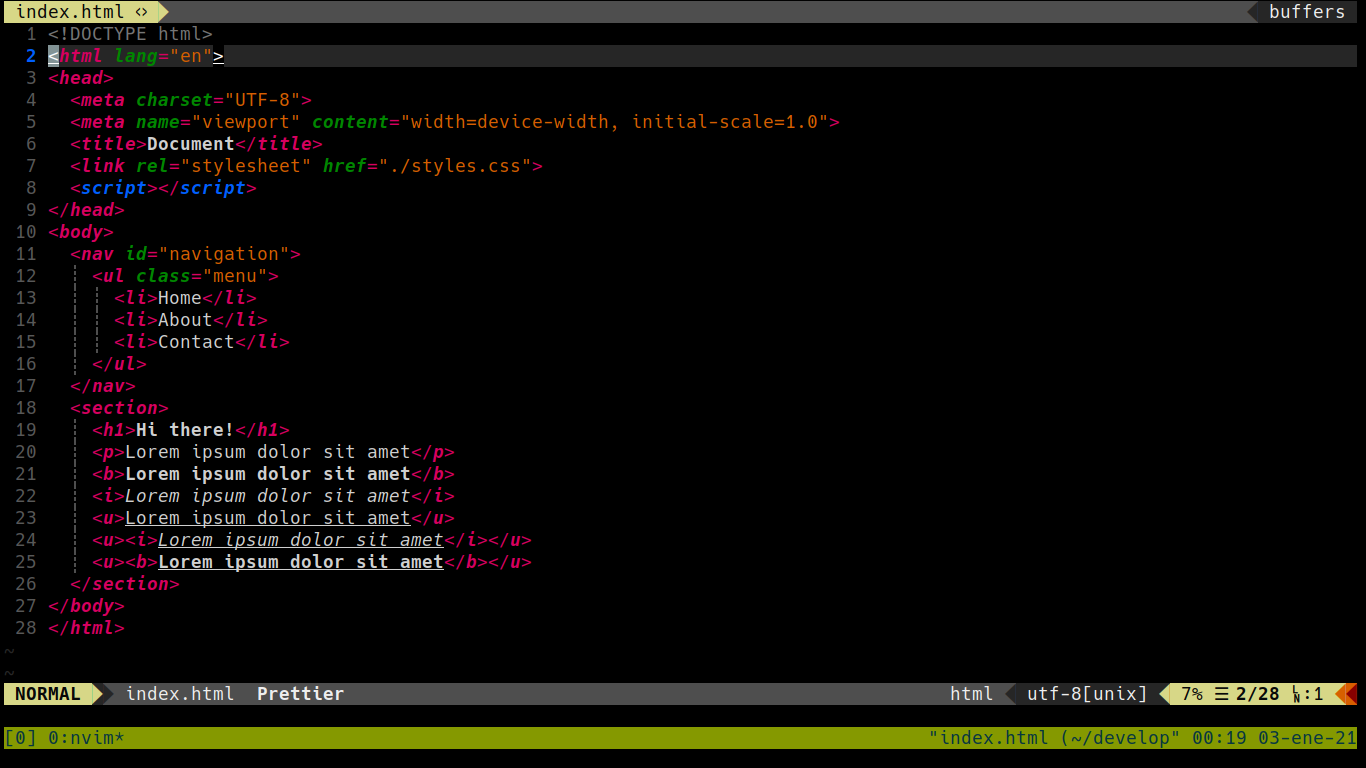 index.html <> buffers
1 <!DOCTYPE html>
2 <html lang="en">
3 <head>
4   <meta charset="UTF-8">
5   <meta name="viewport" content="width=device-width, initial-scale=1.0">
6   <title>Document</title>
7   <link rel="stylesheet" href="./styles.css">
8   <script></script>
9 </head>
10 <body>
11   <nav id="navigation">
12     <ul class="menu">
13       <li>Home</li>
14       <li>About</li>
15       <li>Contact</li>
16     </ul>
17   </nav>
18   <section>
19     <h1>Hi there!</h1>
20     <p>Lorem ipsum dolor sit amet</p>
21     <b>Lorem ipsum dolor sit amet</b>
22     <i>Lorem ipsum dolor sit amet</i>
23     <u>Lorem ipsum dolor sit amet</u>
24     <u><i>Lorem ipsum dolor sit amet</i></u>
25     <u><b>Lorem ipsum dolor sit amet</b></u>
26   </section>
27 </body>
28 </html>
~
~
NORMAL index.html Prettier html utf-8[unix] 7% ☰ 2/28 ㏑:1
[0] 0:nvim* "index.html (~/develop" 00:19 03-ene-21